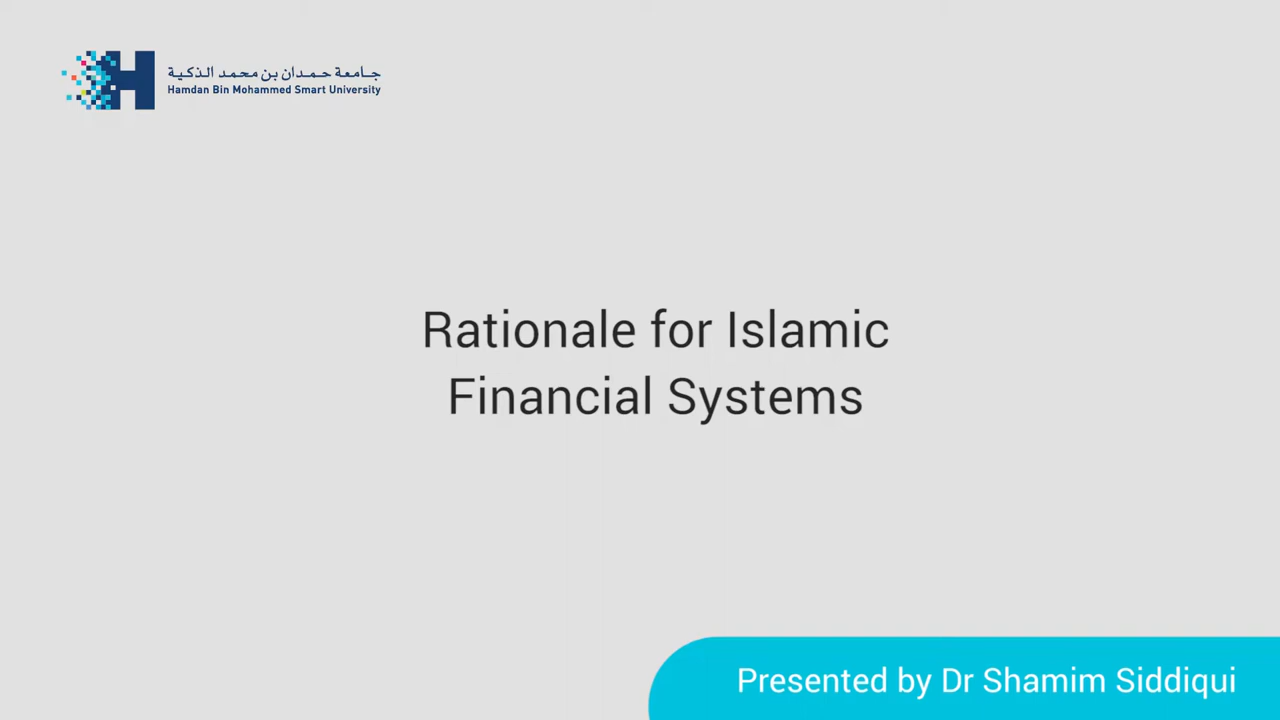 جامعة حمدان بن محمد الذكية
Hamdan Bin Mohammed Smart University
Rationale for Islamic
Financial Systems
Presented by Dr Shamim Siddiqui